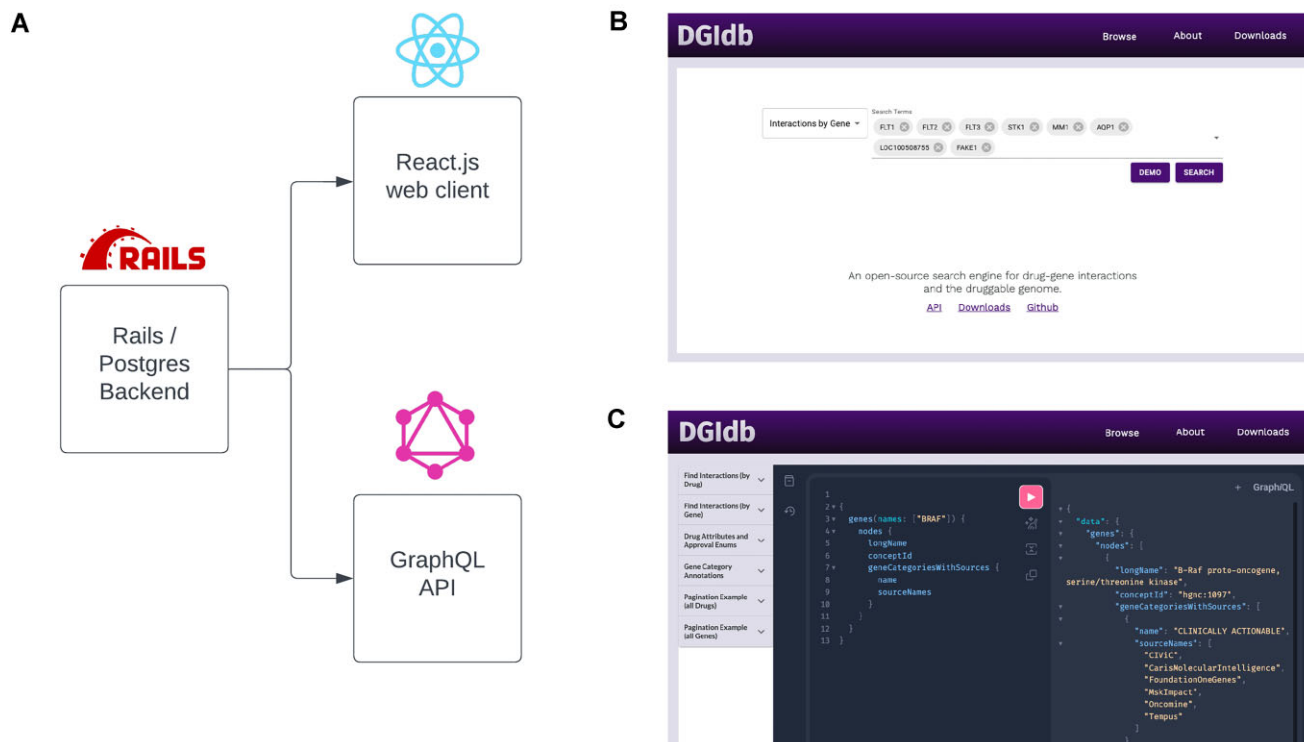 A
React.js
web client
RAILS
Rails /
Postgres
Backend
GraphQL
API
B
DGIdb
Browse About Downloads
Interactions by Gene
Search Terms
FLT1 FLT2 FLT3 STK1 MM1 AQP1
LOC100508755 FAKE1
DEMO SEARCH
An open-source search engine for drug-gene interactions
and the druggable genome.
API Downloads Github
C
DGIdb
Browse About Downloads
Find Interactions (by
Drug)
Find Interactions (by
Gene)
Drug Attributes and
Approval Enums
Gene Category
Annotations
Pagination Example
(all Drugs)
Pagination Example
(all Genes)
1
2 {
3 genes(names: ["BRAF"]) {
4 nodes {
5 longName
6 conceptId
7 geneCategoriesWithSources {
8 name
9 sourceNames
10 }
11 }
12 }
13 }
+ GraphiQL
{
"data": {
"genes": {
"nodes": [
{
"longName": "B-Raf proto-oncogene,
serine/threonine kinase",
"conceptId": "hgnc:1097",
"geneCategoriesWithSources": [
{
"name": "CLINICALLY ACTIONABLE",
"sourceNames": [
"CIViC",
"CarisMolecularIntelligence",
"FoundationOneGenes",
"MskImpact",
"Oncomine",
"Tempus"
]
}